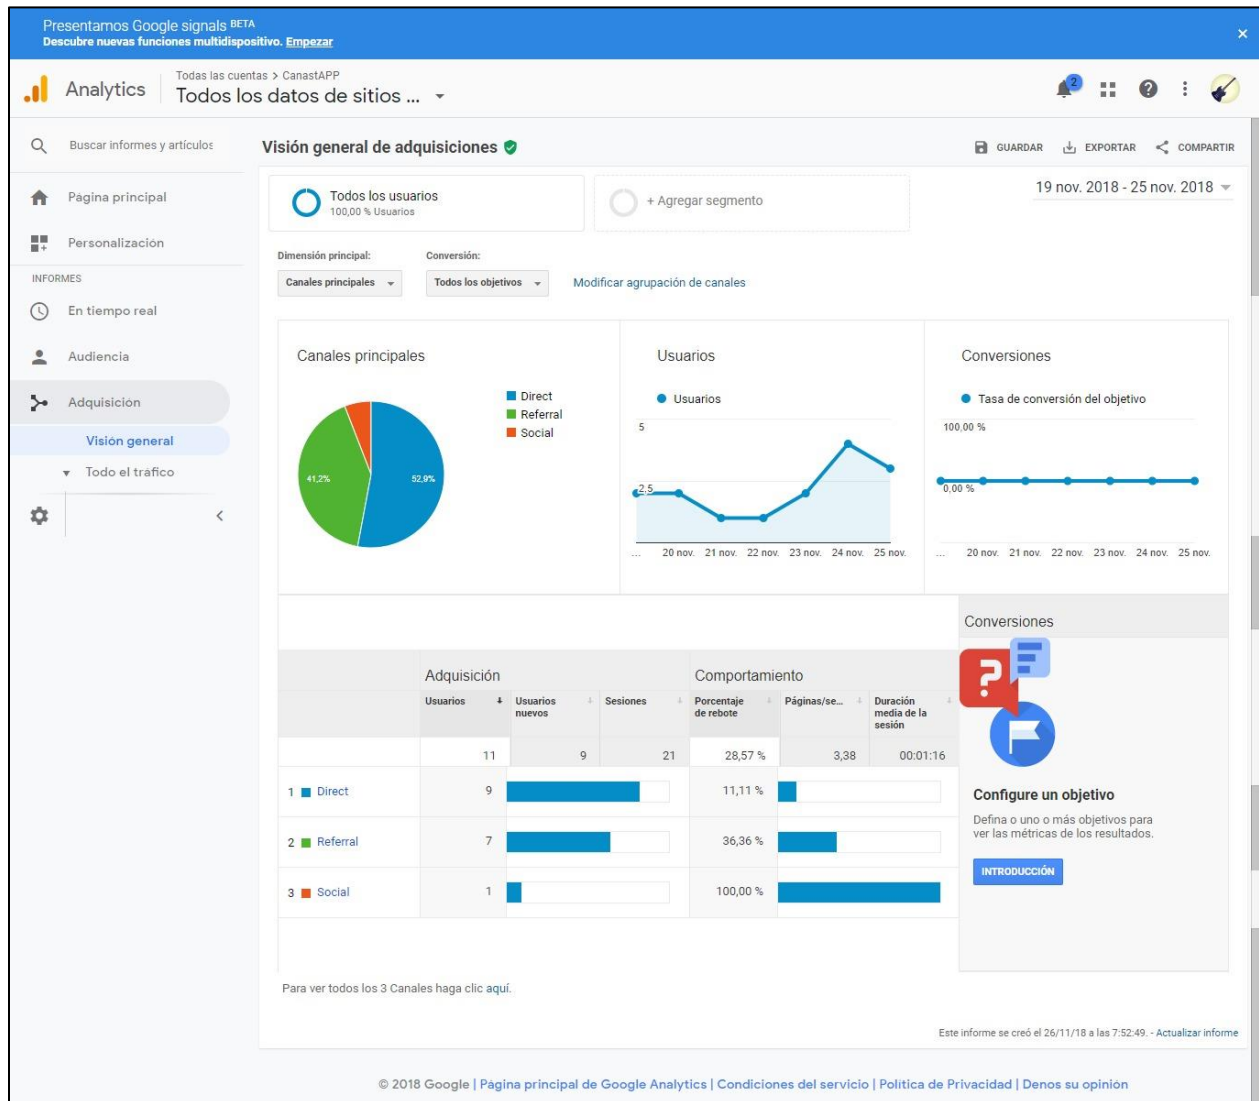 Presentamos Google signals BETA
Descubre nuevas funciones multidispositivo. Empezar
Analytics
Todas las cuentas > CanastAPP
Todos los datos de sitios ...
2
Buscar informes y artículos
Página principal
Personalización
INFORMES
En tiempo real
Audiencia
Adquisición
Visión general
Todo el tráfico
Visión general de adquisiciones
GUARDAR EXPORTAR COMPARTIR
Todos los usuarios
100,00 % Usuarios
+ Agregar segmento
19 nov. 2018 - 25 nov. 2018
Dimensión principal: Conversión:
Canales principales Todos los objetivos Modificar agrupación de canales
Canales principales
Direct
Referral
Social
41,2% 52,9%
Usuarios
Usuarios
5
2,5
... 20 nov. 21 nov. 22 nov. 23 nov. 24 nov. 25 nov.
Conversiones
Tasa de conversión del objetivo
100,00 %
0,00 %
... 20 nov. 21 nov. 22 nov. 23 nov. 24 nov. 25 nov.
Adquisición Comportamiento
Usuarios Usuarios nuevos Sesiones Porcentaje de rebote Páginas/se... Duración media de la sesión
11 9 21 28,57 % 3,38 00:01:16
1 Direct 9 11,11 %
2 Referral 7 36,36 %
3 Social 1 100,00 %
Conversiones
?
Configure un objetivo
Defina o uno o más objetivos para
ver las métricas de los resultados.
INTRODUCCIÓN
Para ver todos los 3 Canales haga clic aquí.
Este informe se creó el 26/11/18 a las 7:52:49. - Actualizar informe
© 2018 Google | Página principal de Google Analytics | Condiciones del servicio | Política de Privacidad | Denos su opinión